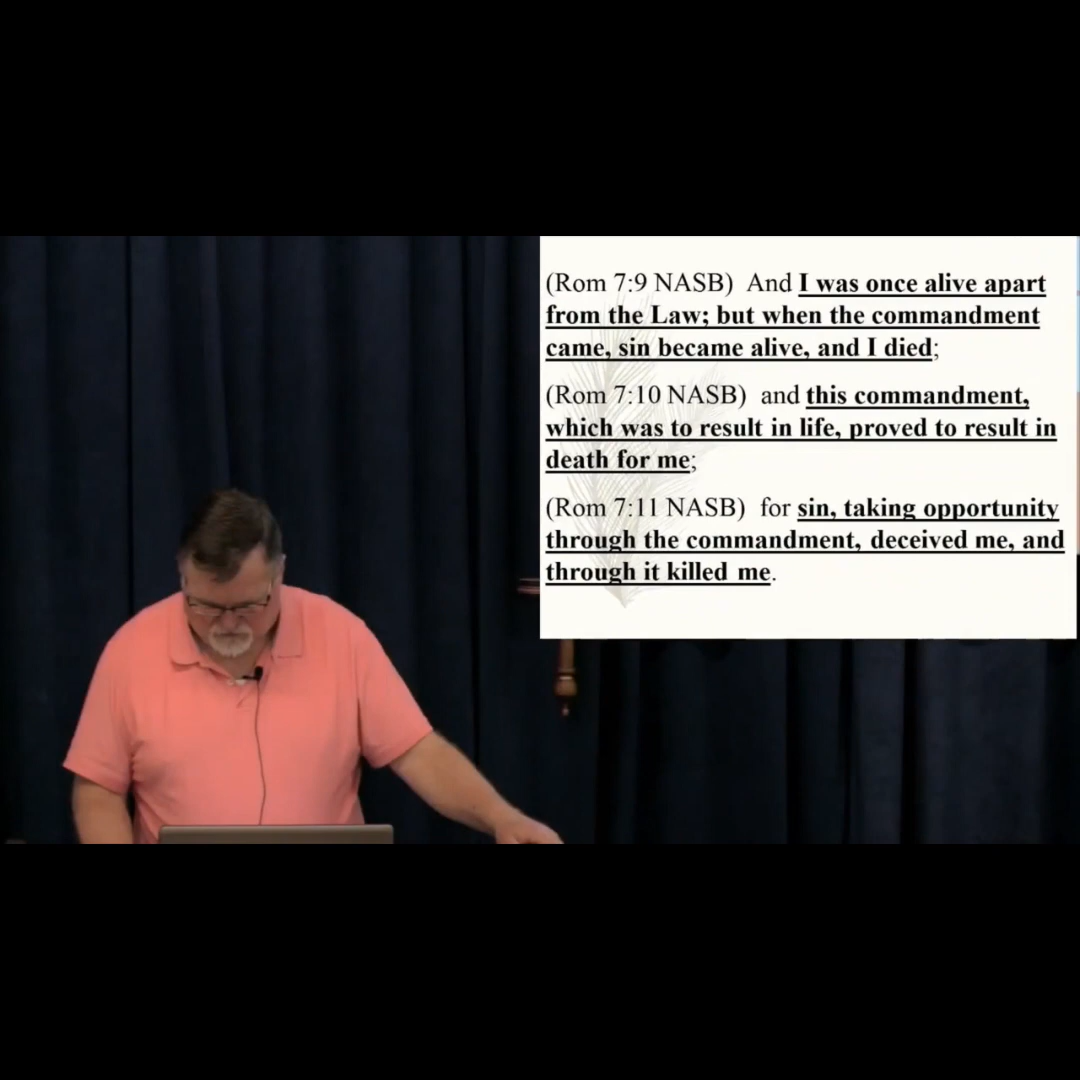 (Rom 7:9 NASB)  And I was once alive apart
from the Law; but when the commandment
came, sin became alive, and I died;
(Rom 7:10 NASB)  and this commandment,
which was to result in life, proved to result in
death for me;
(Rom 7:11 NASB)  for sin, taking opportunity
through the commandment, deceived me, and
through it killed me.